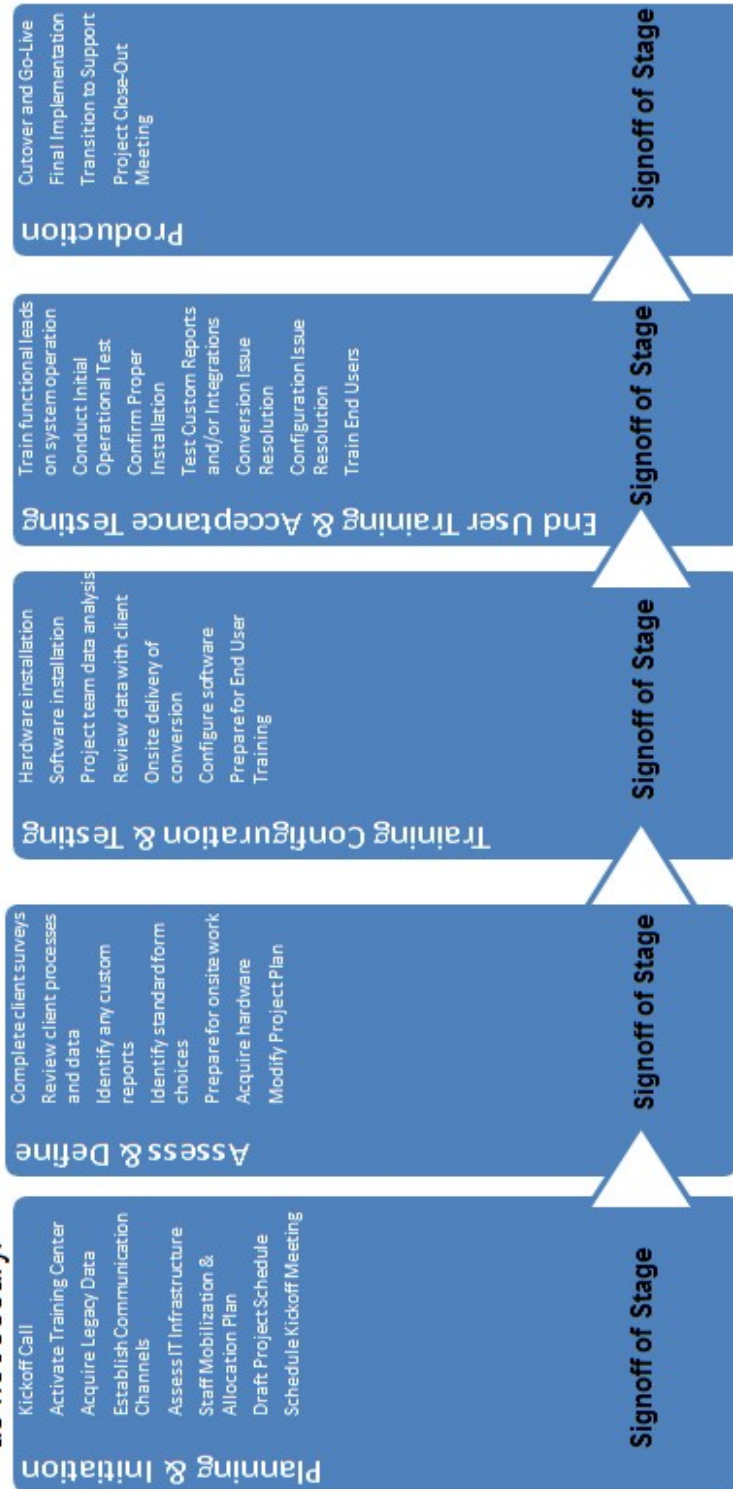 Planning & Initiation
Kickoff Call
Activate Training Center
Acquire Legacy Data
Establish Communication
Channels
Assess IT Infrastructure
Staff Mobilization &
Allocation Plan
Draft Project Schedule
Schedule Kickoff Meeting
Signoff of Stage
Assess & Define
Complete client surveys
Review client processes
and data
Identify any custom
reports
Identify standard form
choices
Prepare for onsite work
Acquire hardware
Modify Project Plan
Signoff of Stage
Training Configuration & Testing
Hardware installation
Software installation
Project team data analysis
Review data with client
Onsite delivery of
conversion
Configure software
Prepare for End User
Training
Signoff of Stage
End User Training & Acceptance Testing
Train functional leads
on system operation
Conduct Initial
Operational Test
Confirm Proper
Installation
Test Custom Reports
and/or Integrations
Conversion Issue
Resolution
Configuration Issue
Resolution
Train End Users
Signoff of Stage
Production
Cutover and Go-Live
Final Implementation
Transition to Support
Project Close-Out
Meeting
Signoff of Stage